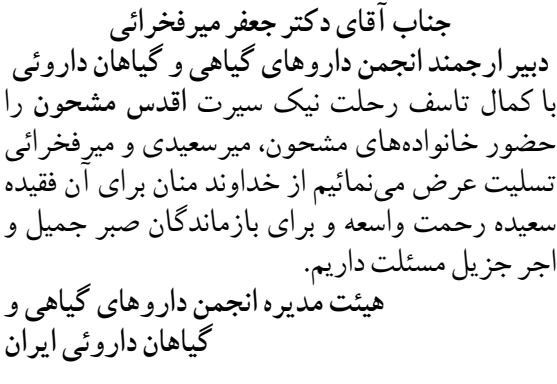 جناب آقای دکتر جعفر میرفخرائی
دبیر ارجمند انجمن داروهای گیاهی و گیاهان داروئی
با کمال تاسف رحلت نیک سیرت اقدس مشحون را
حضور خانواده‌های مشحون، میرسعیدی و میرفخرائی
تسلیت عرض می‌نمائیم از خداوند منان برای آن فقیده
سعیده رحمت واسعه و برای بازماندگان صبر جمیل و
اجر جزیل مسئلت داریم.
هیئت مدیره انجمن داروهای گیاهی و
گیاهان داروئی ایران